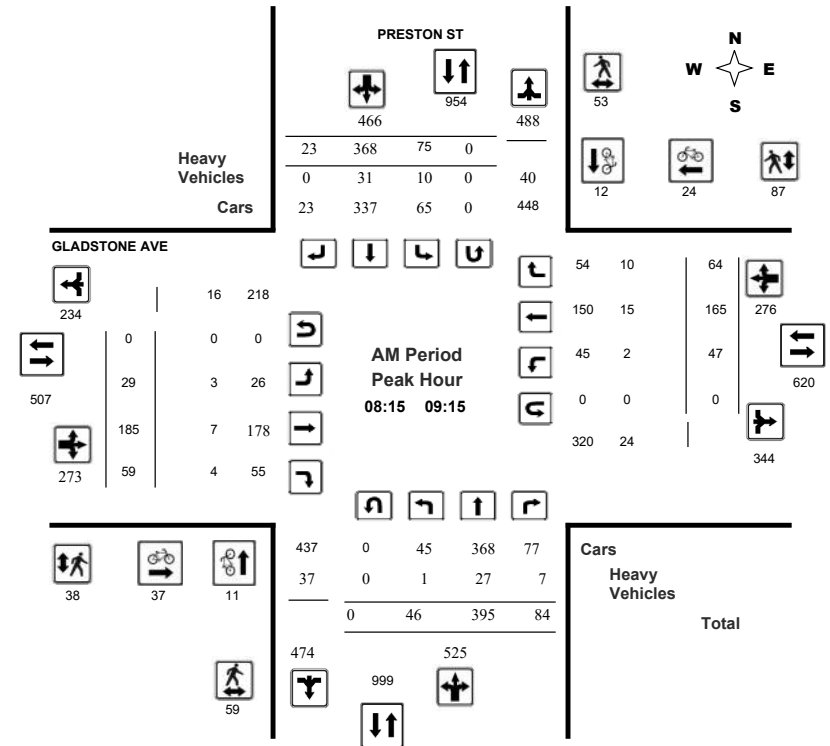 PRESTON ST
N
W E
S
954
53
466 488
23 368 75 0
Heavy
Vehicles 0 31 10 0 40
Cars 23 337 65 0 448
12 24 87
GLADSTONE AVE
234
16 218
0 0 0
507
29 3 26
185 7 178
273
59 4 55
AM Period
Peak Hour
08:15 09:15
54 10 64
150 15 165 276
45 2 47
620
0 0 0
320 24
344
38 37 11
437 0 45 368 77
37 0 1 27 7
0 46 395 84
474 525
999
59
Cars
Heavy
Vehicles
Total